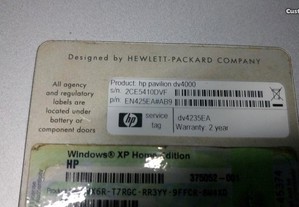 Designed by HEWLETT-PACKARD COMPANY
All agency
and regulatory
labels are
located under
battery or
component
doors
Product: hp pavilion dv4000
s/n: 2CE5410DVF
p/n: EN425EA#AB9
hp
service
tag
dv4235EA
Warranty 2 year
Windows® XP Home Edition
HP